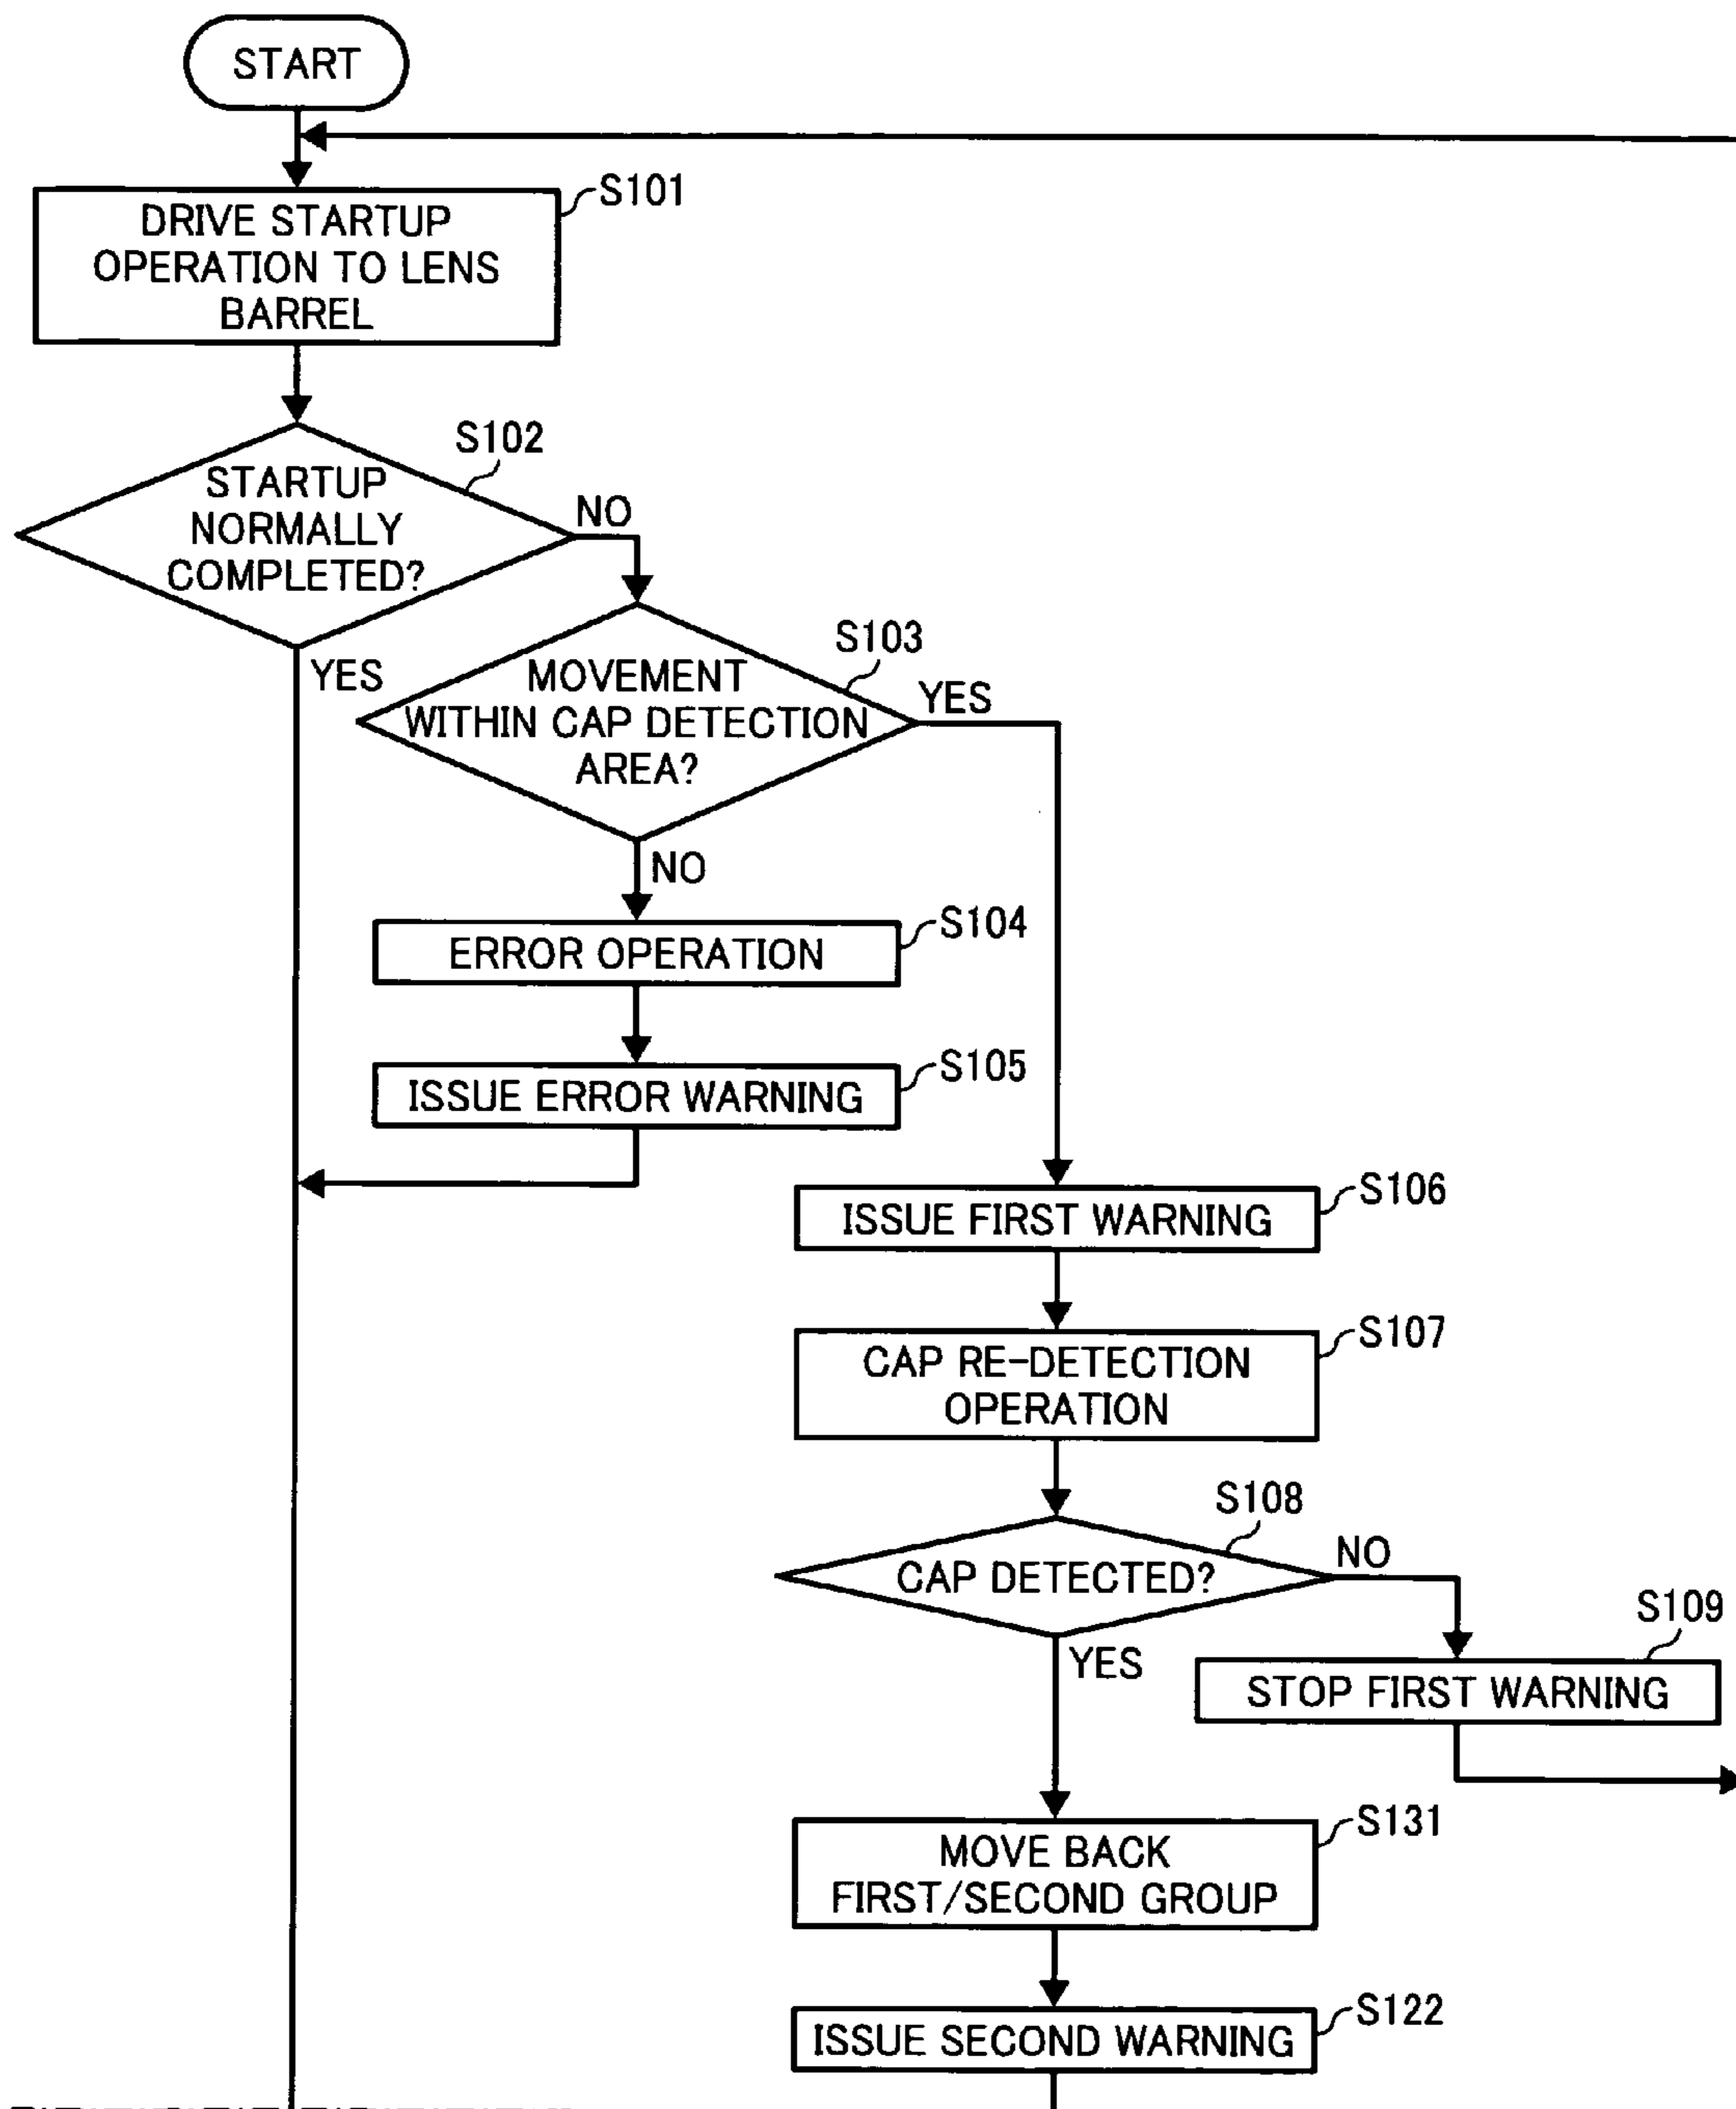 START
S101
DRIVE STARTUP
OPERATION TO LENS
BARREL
S102
STARTUP
NORMALLY
COMPLETED?
NO
YES
S103
MOVEMENT
WITHIN CAP DETECTION
AREA?
YES
NO
S104
ERROR OPERATION
S105
ISSUE ERROR WARNING
S106
ISSUE FIRST WARNING
S107
CAP RE-DETECTION
OPERATION
S108
CAP DETECTED?
NO
YES
S109
STOP FIRST WARNING
S131
MOVE BACK
FIRST/SECOND GROUP
S122
ISSUE SECOND WARNING